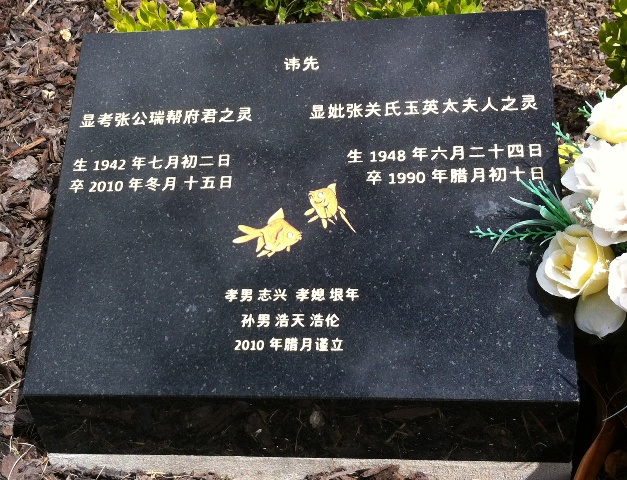 讳先
显考张公瑞帮府君之灵
显妣张关氏玉英太夫人之灵
生 1942 年七月初二日
卒 2010 年冬月十五日
生 1948 年六月二十四日
卒 1990 年腊月初十日
孝男 志兴 孝媳 垠年
孙男 浩天 浩伦
2010 年腊月谨立